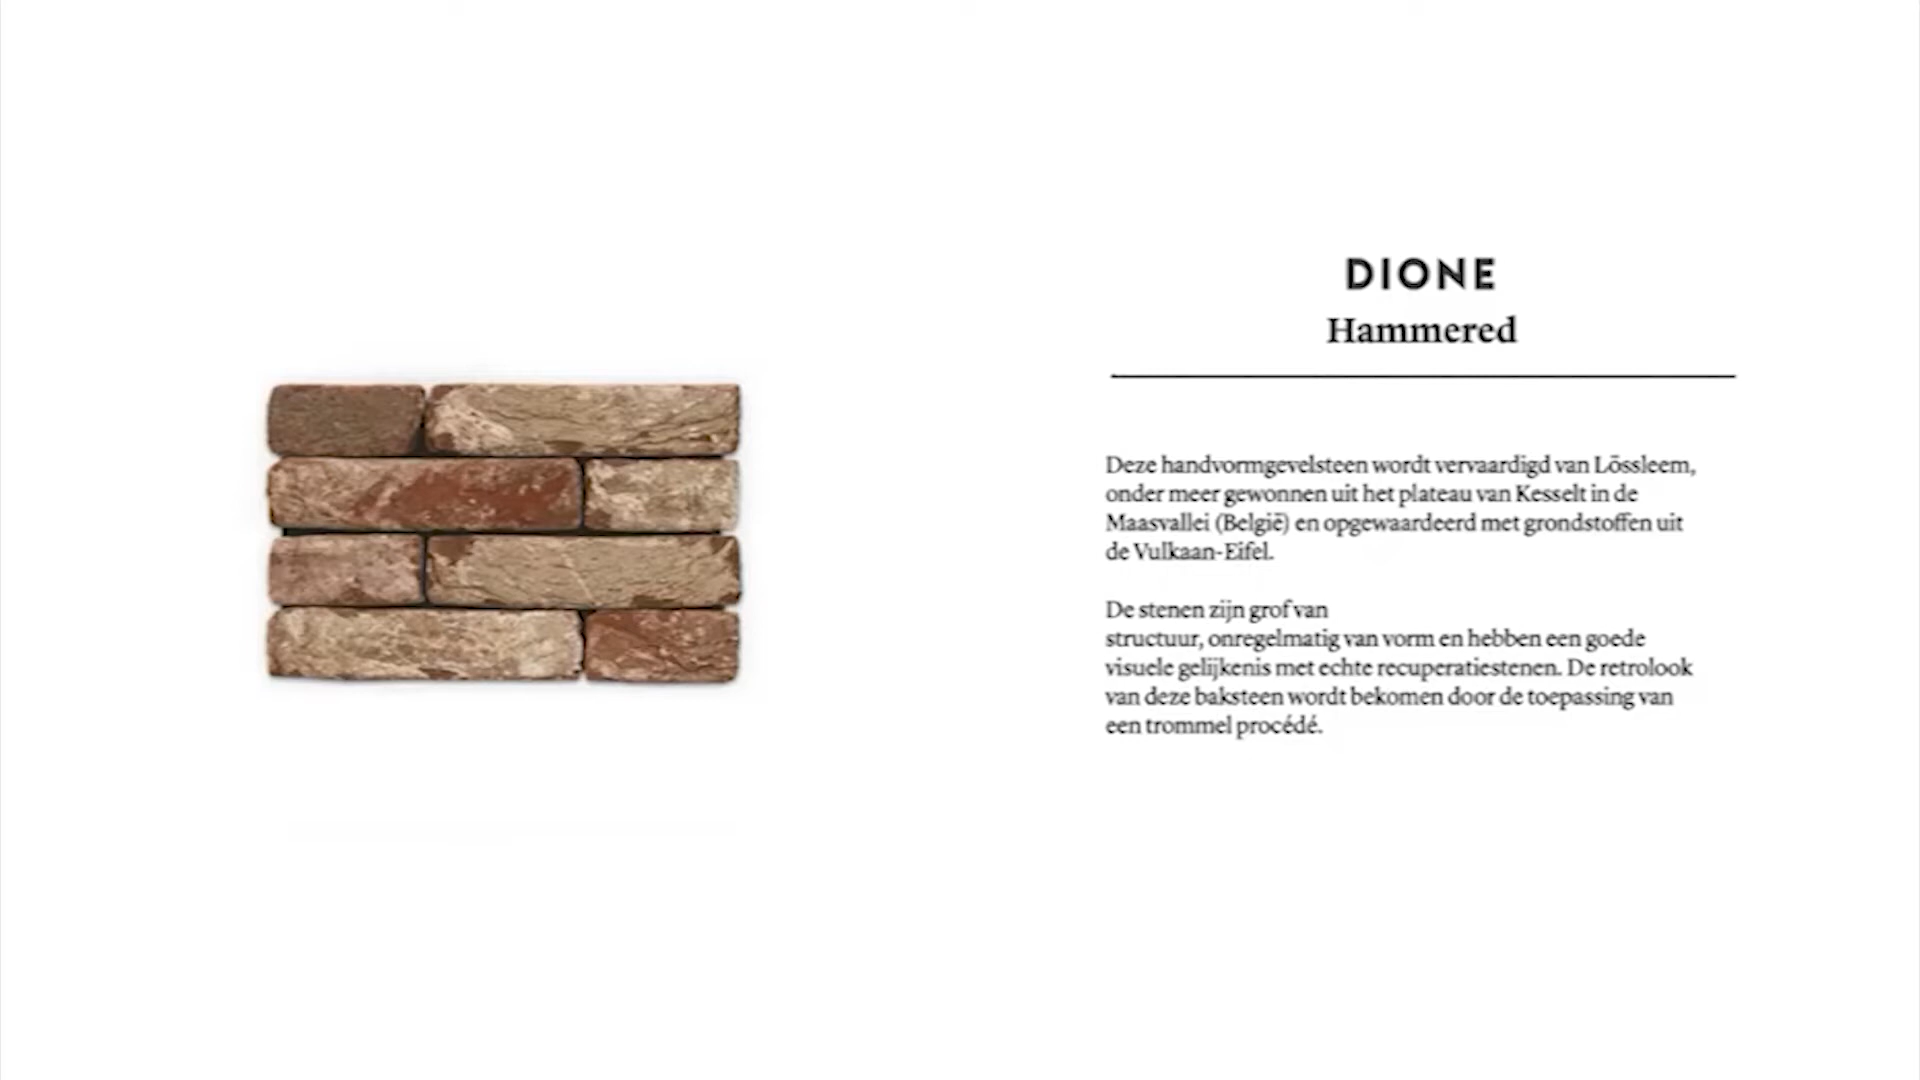 DIONE
Hammered
Deze handvormgevelsteen wordt vervaardigd van Lössleem,
onder meer gewonnen uit het plateau van Kesselt in de
Maasvallei (België) en opgewaardeerd met grondstoffen uit
de Vulkaan-Eifel.
De stenen zijn grof van
structuur, onregelmatig van vorm en hebben een goede
visuele gelijkenis met echte recuperatiestenen. De retrolook
van deze baksteen wordt bekomen door de toepassing van
een trommel procédé.